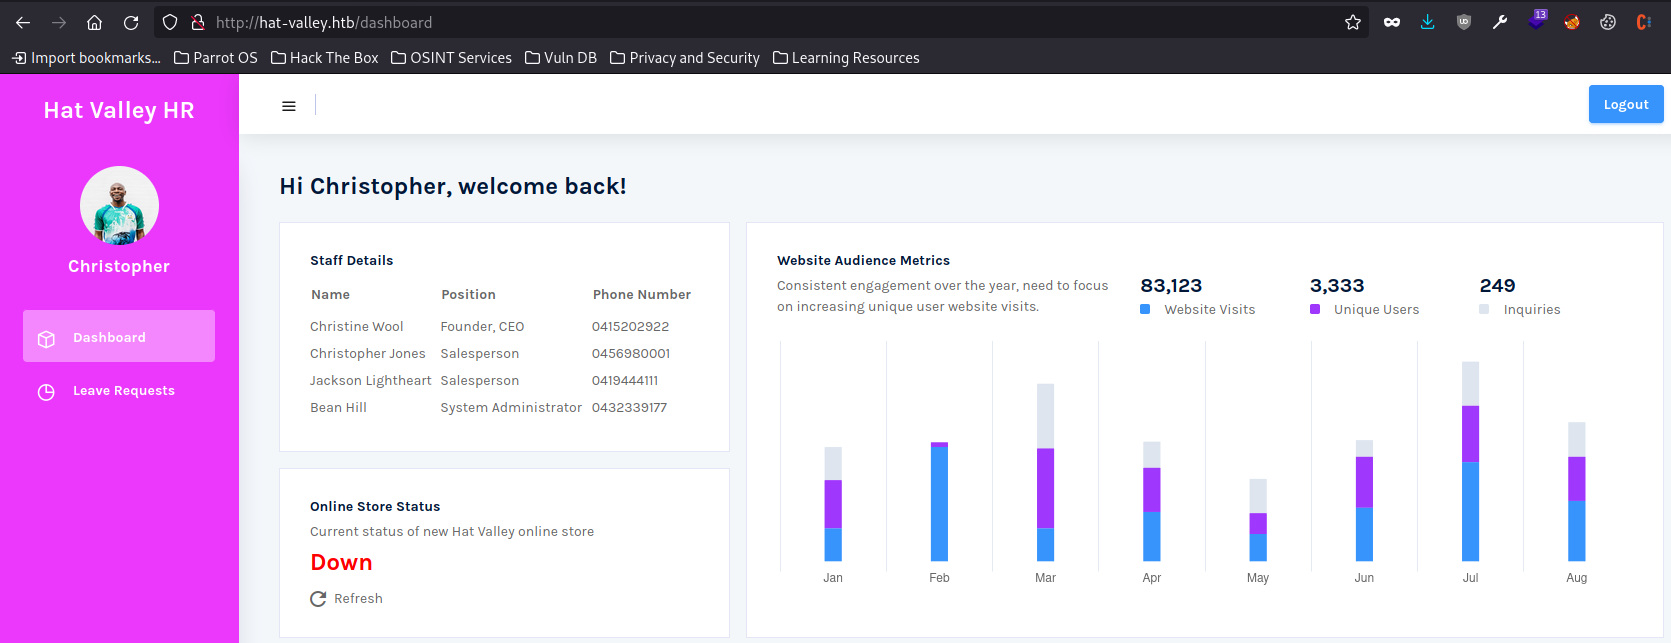 http://hat-valley.htb/dashboard
13
Import bookmarks...
Parrot OS
Hack The Box
OSINT Services
Vuln DB
Privacy and Security
Learning Resources
Hat Valley HR
Christopher
Dashboard
Leave Requests
Logout
Hi Christopher, welcome back!
Staff Details
Name Position Phone Number
Christine Wool Founder, CEO 0415202922
Christopher Jones Salesperson 0456980001
Jackson Lightheart Salesperson 0419444111
Bean Hill System Administrator 0432339177
Online Store Status
Current status of new Hat Valley online store
Down
Refresh
Website Audience Metrics
Consistent engagement over the year, need to focus
on increasing unique user website visits.
83,123
Website Visits
3,333
Unique Users
249
Inquiries
Jan Feb Mar Apr May Jun Jul Aug